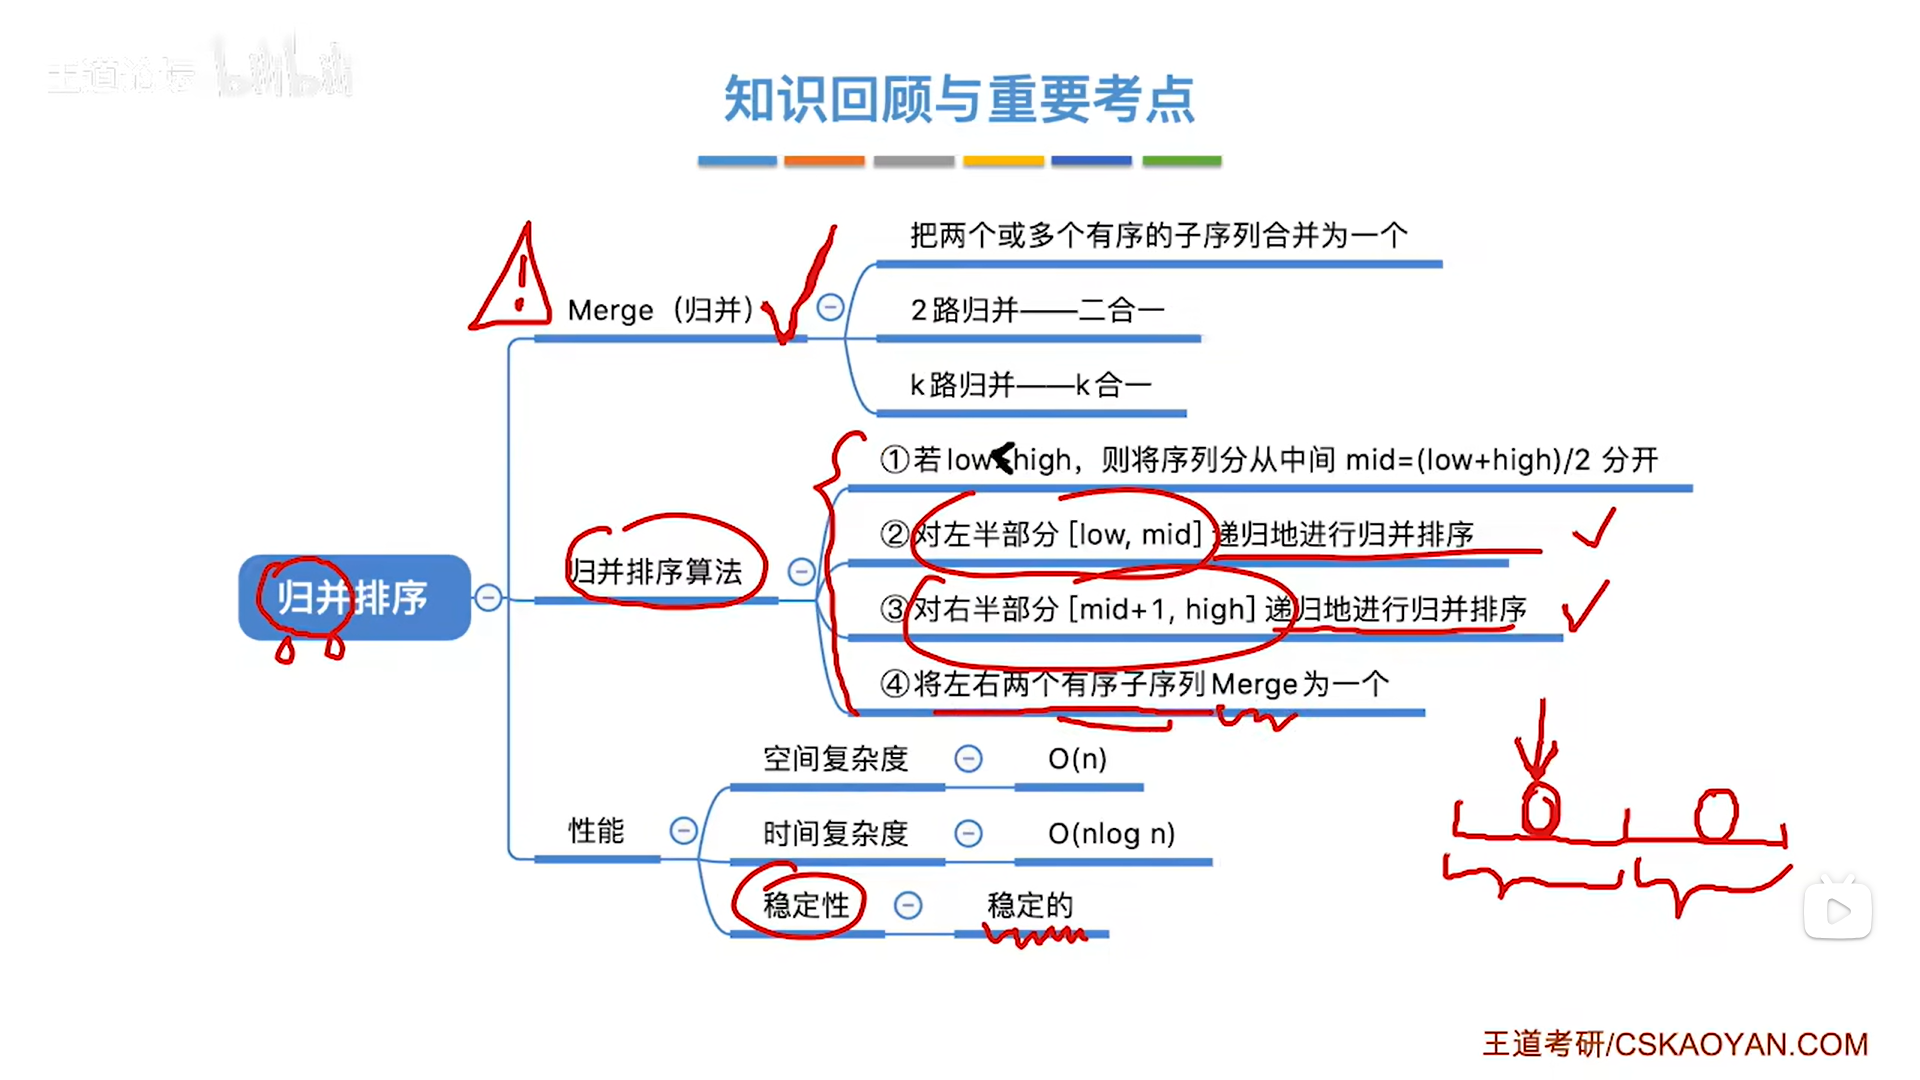 王道论坛 bilibili
知识回顾与重要考点
把两个或多个有序的子序列合并为一个
Merge（归并）
2路归并——二合一
k路归并——k合一
①若low<high，则将序列分从中间 mid=(low+high)/2 分开
②对左半部分 [low, mid] 递归地进行归并排序
归并排序算法
归并排序
③对右半部分 [mid+1, high] 递归地进行归并排序
④将左右两个有序子序列Merge为一个
空间复杂度
O(n)
性能
时间复杂度
O(nlog n)
稳定性
稳定的
王道考研/CSKAOYAN.COM